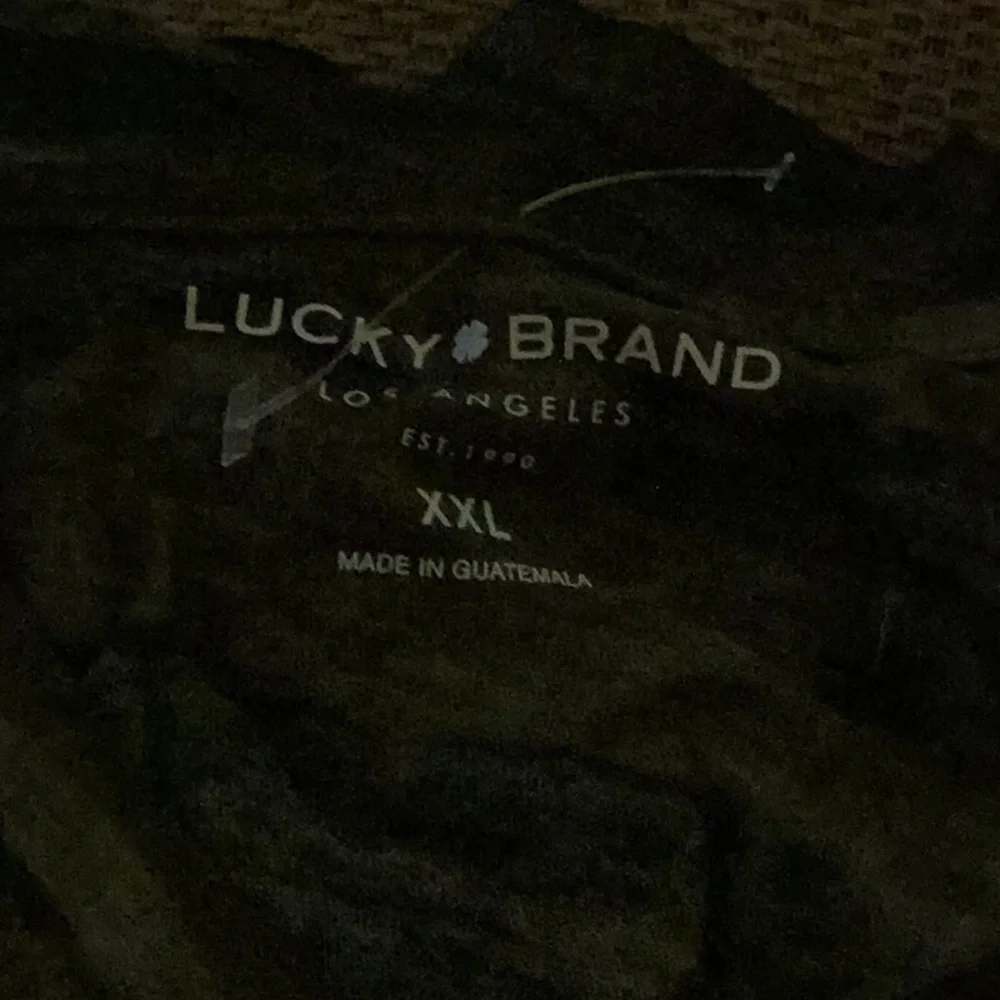 LUCKY BRAND
LOS ANGELES
EST. 1990
XXL
MADE IN GUATEMALA